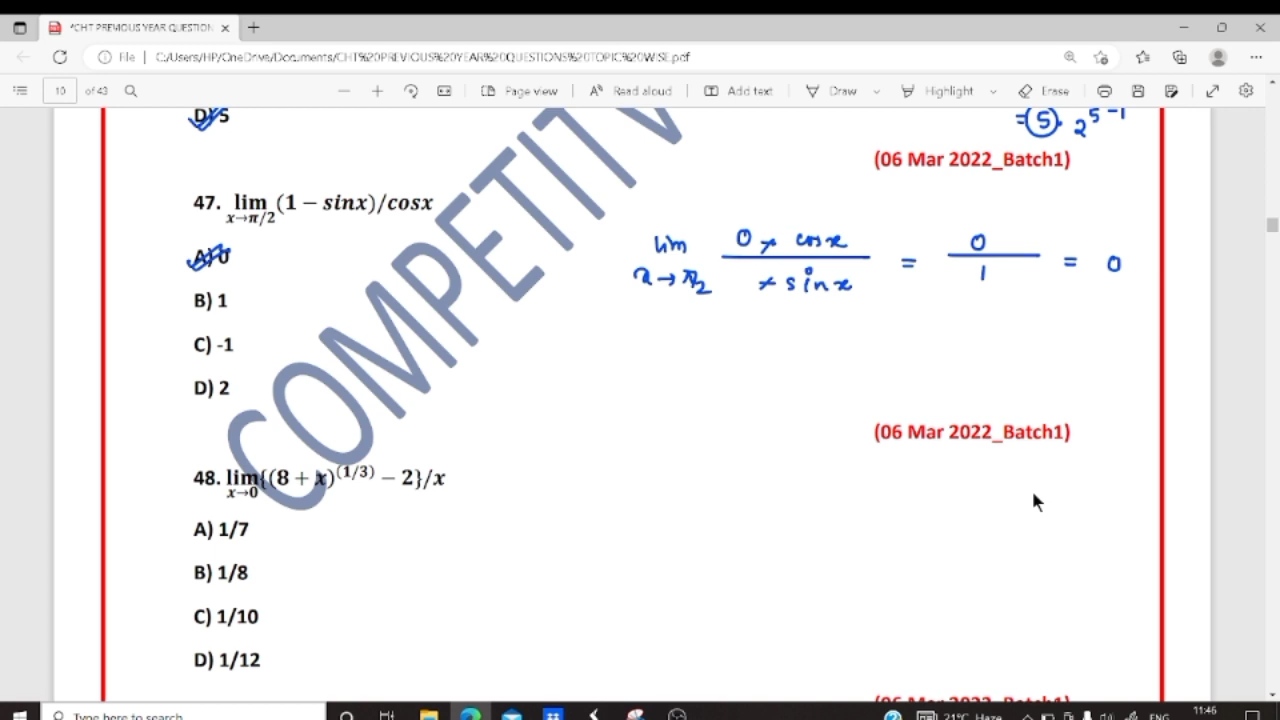 *CHT PREVIOUS YEAR QUESTION
File | C:/Users/HP/OneDrive/Documents/CHT%20PREVIOUS%20YEAR%20QUESTIONS%20TOPIC%20WISE.pdf
10 of 43 Page view Read aloud Add text Draw Highlight Erase
D) 5
= 5 . 2^5-1
(06 Mar 2022_Batch1)
47. lim x→π/2 (1 − sinx)/cosx
A) 0
lim x→π/2 0 - cosx / - sinx = 0/1 = 0
B) 1
C) -1
D) 2
COMPETITIV
(06 Mar 2022_Batch1)
48. lim x→0 {(8 + x)^(1/3) − 2}/x
A) 1/7
B) 1/8
C) 1/10
D) 1/12
(06 Mar 2022_Batch1)
Type here to search
21°C Haze
ENG
11:46